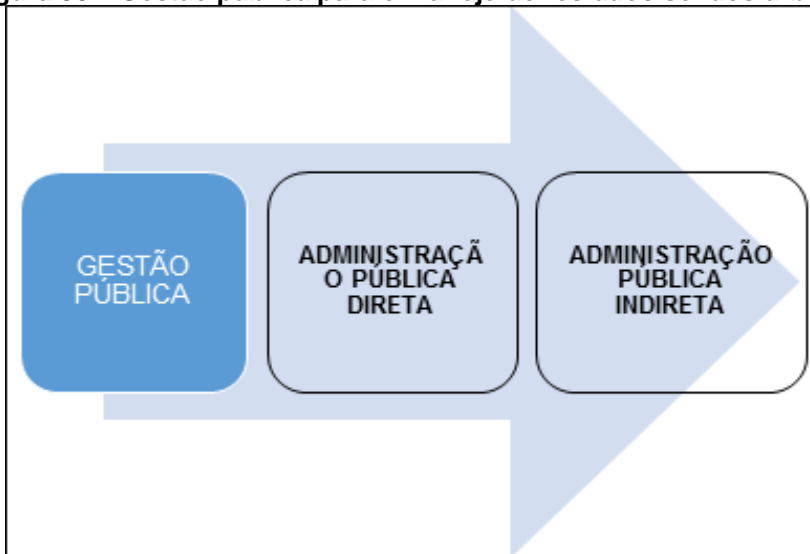 GESTÃO
PÚBLICA
ADMINISTRAÇÃ
O PÚBLICA
DIRETA
ADMINISTRAÇÃO
PÚBLICA
INDIRETA